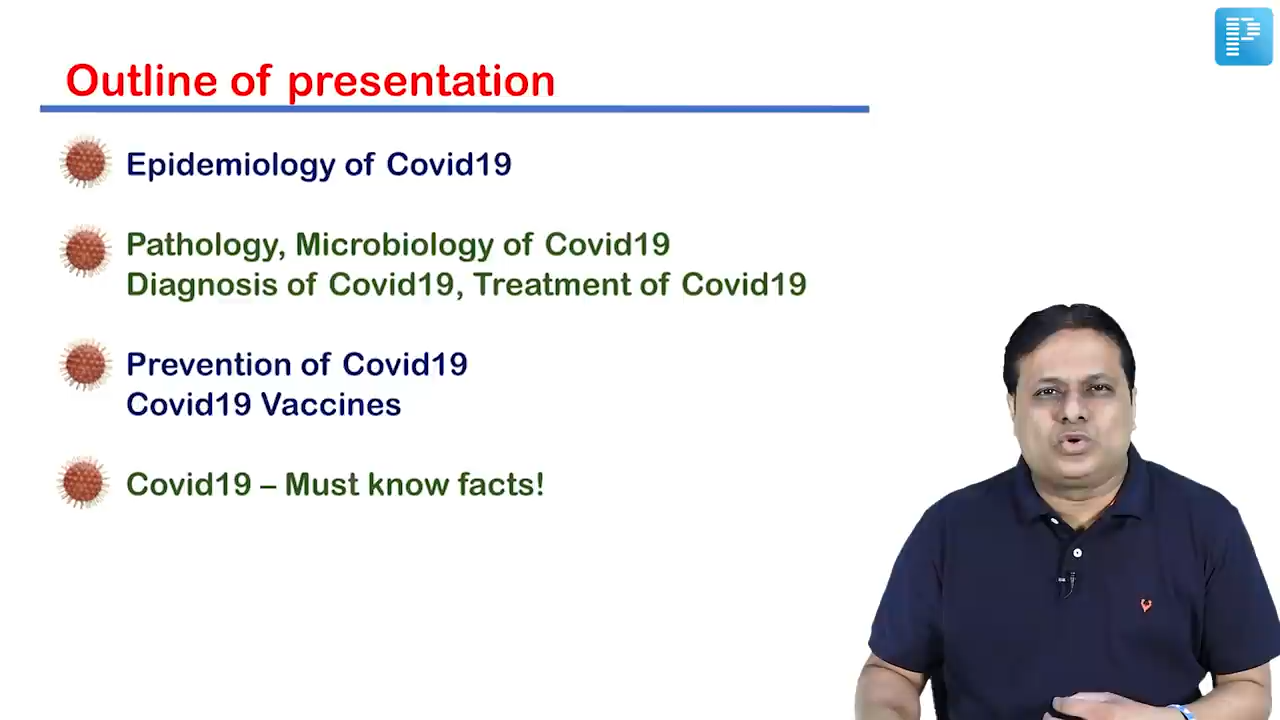 Outline of presentation
Epidemiology of Covid19
Pathology, Microbiology of Covid19
Diagnosis of Covid19, Treatment of Covid19
Prevention of Covid19
Covid19 Vaccines
Covid19 – Must know facts!
P